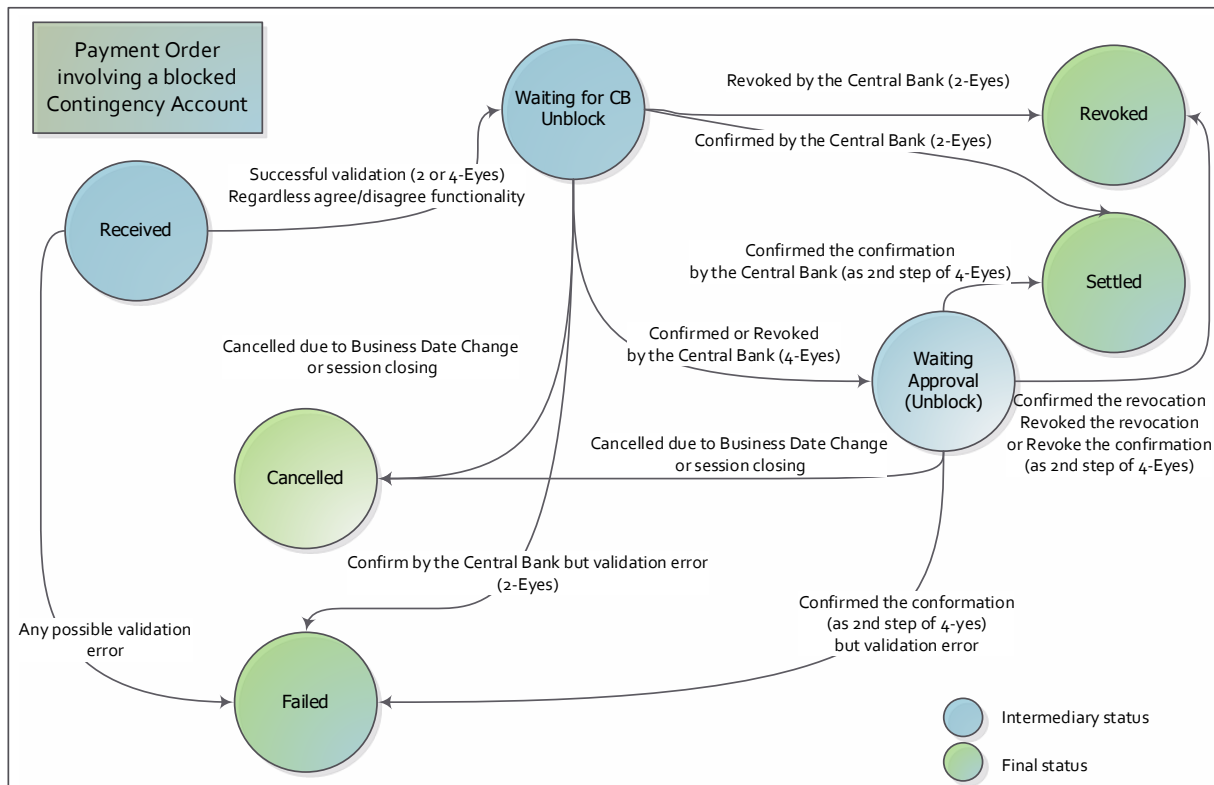 Payment Order
involving a blocked
Contingency Account
Waiting for CB
Unblock
Revoked by the Central Bank (2-Eyes)
Revoked
Confirmed by the Central Bank (2-Eyes)
Successful validation (2 or 4-Eyes)
Regardless agree/disagree functionality
Received
Confirmed the confirmation
by the Central Bank (as 2nd step of 4-Eyes)
Settled
Cancelled due to Business Date Change
or session closing
Confirmed or Revoked
by the Central Bank (4-Eyes)
Waiting
Approval
(Unblock)
Confirmed the revocation
Revoked the revocation
or Revoke the confirmation
(as 2nd step of 4-Eyes)
Cancelled due to Business Date Change
or session closing
Cancelled
Confirm by the Central Bank but validation error
(2-Eyes)
Any possible validation
error
Confirmed the conformation
(as 2nd step of 4-yes)
but validation error
Failed
Intermediary status
Final status